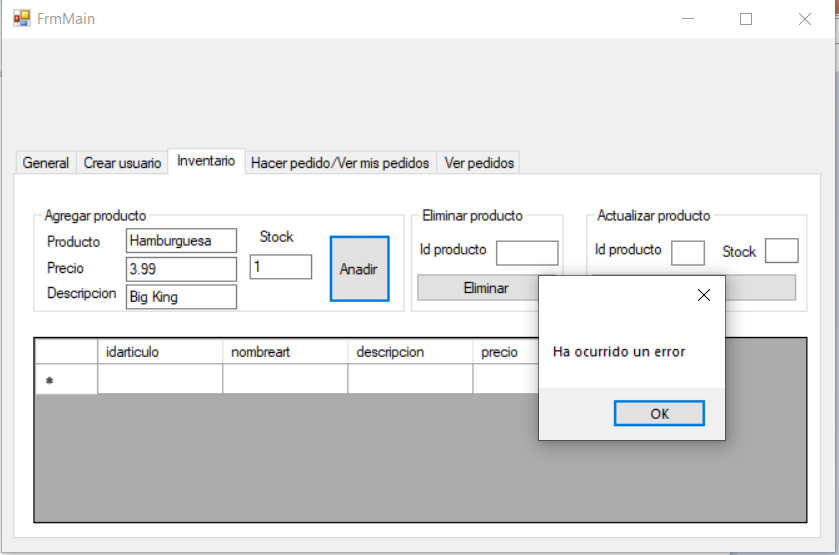 FrmMain
General Crear usuario Inventario Hacer pedido/Ver mis pedidos Ver pedidos
Agregar producto
Producto Hamburguesa Stock
Precio 3.99 1 Anadir
Descripcion Big King
Eliminar producto
Id producto
Eliminar
Actualizar producto
Id producto Stock
idarticulo nombreart descripcion precio
*
Ha ocurrido un error
OK